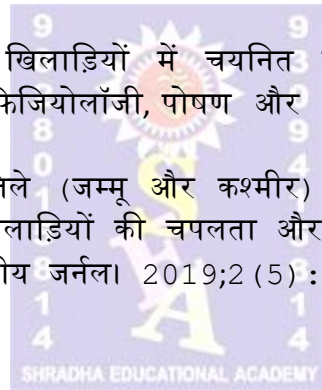 खिलाड़ियों में चयनित
फिजियोलॉजी, पोषण और
(जम्मू और कश्मीर)
की चपलता और
जर्नल। 2019;2(5):
SHRADHA EDUCATIONAL ACADEMY